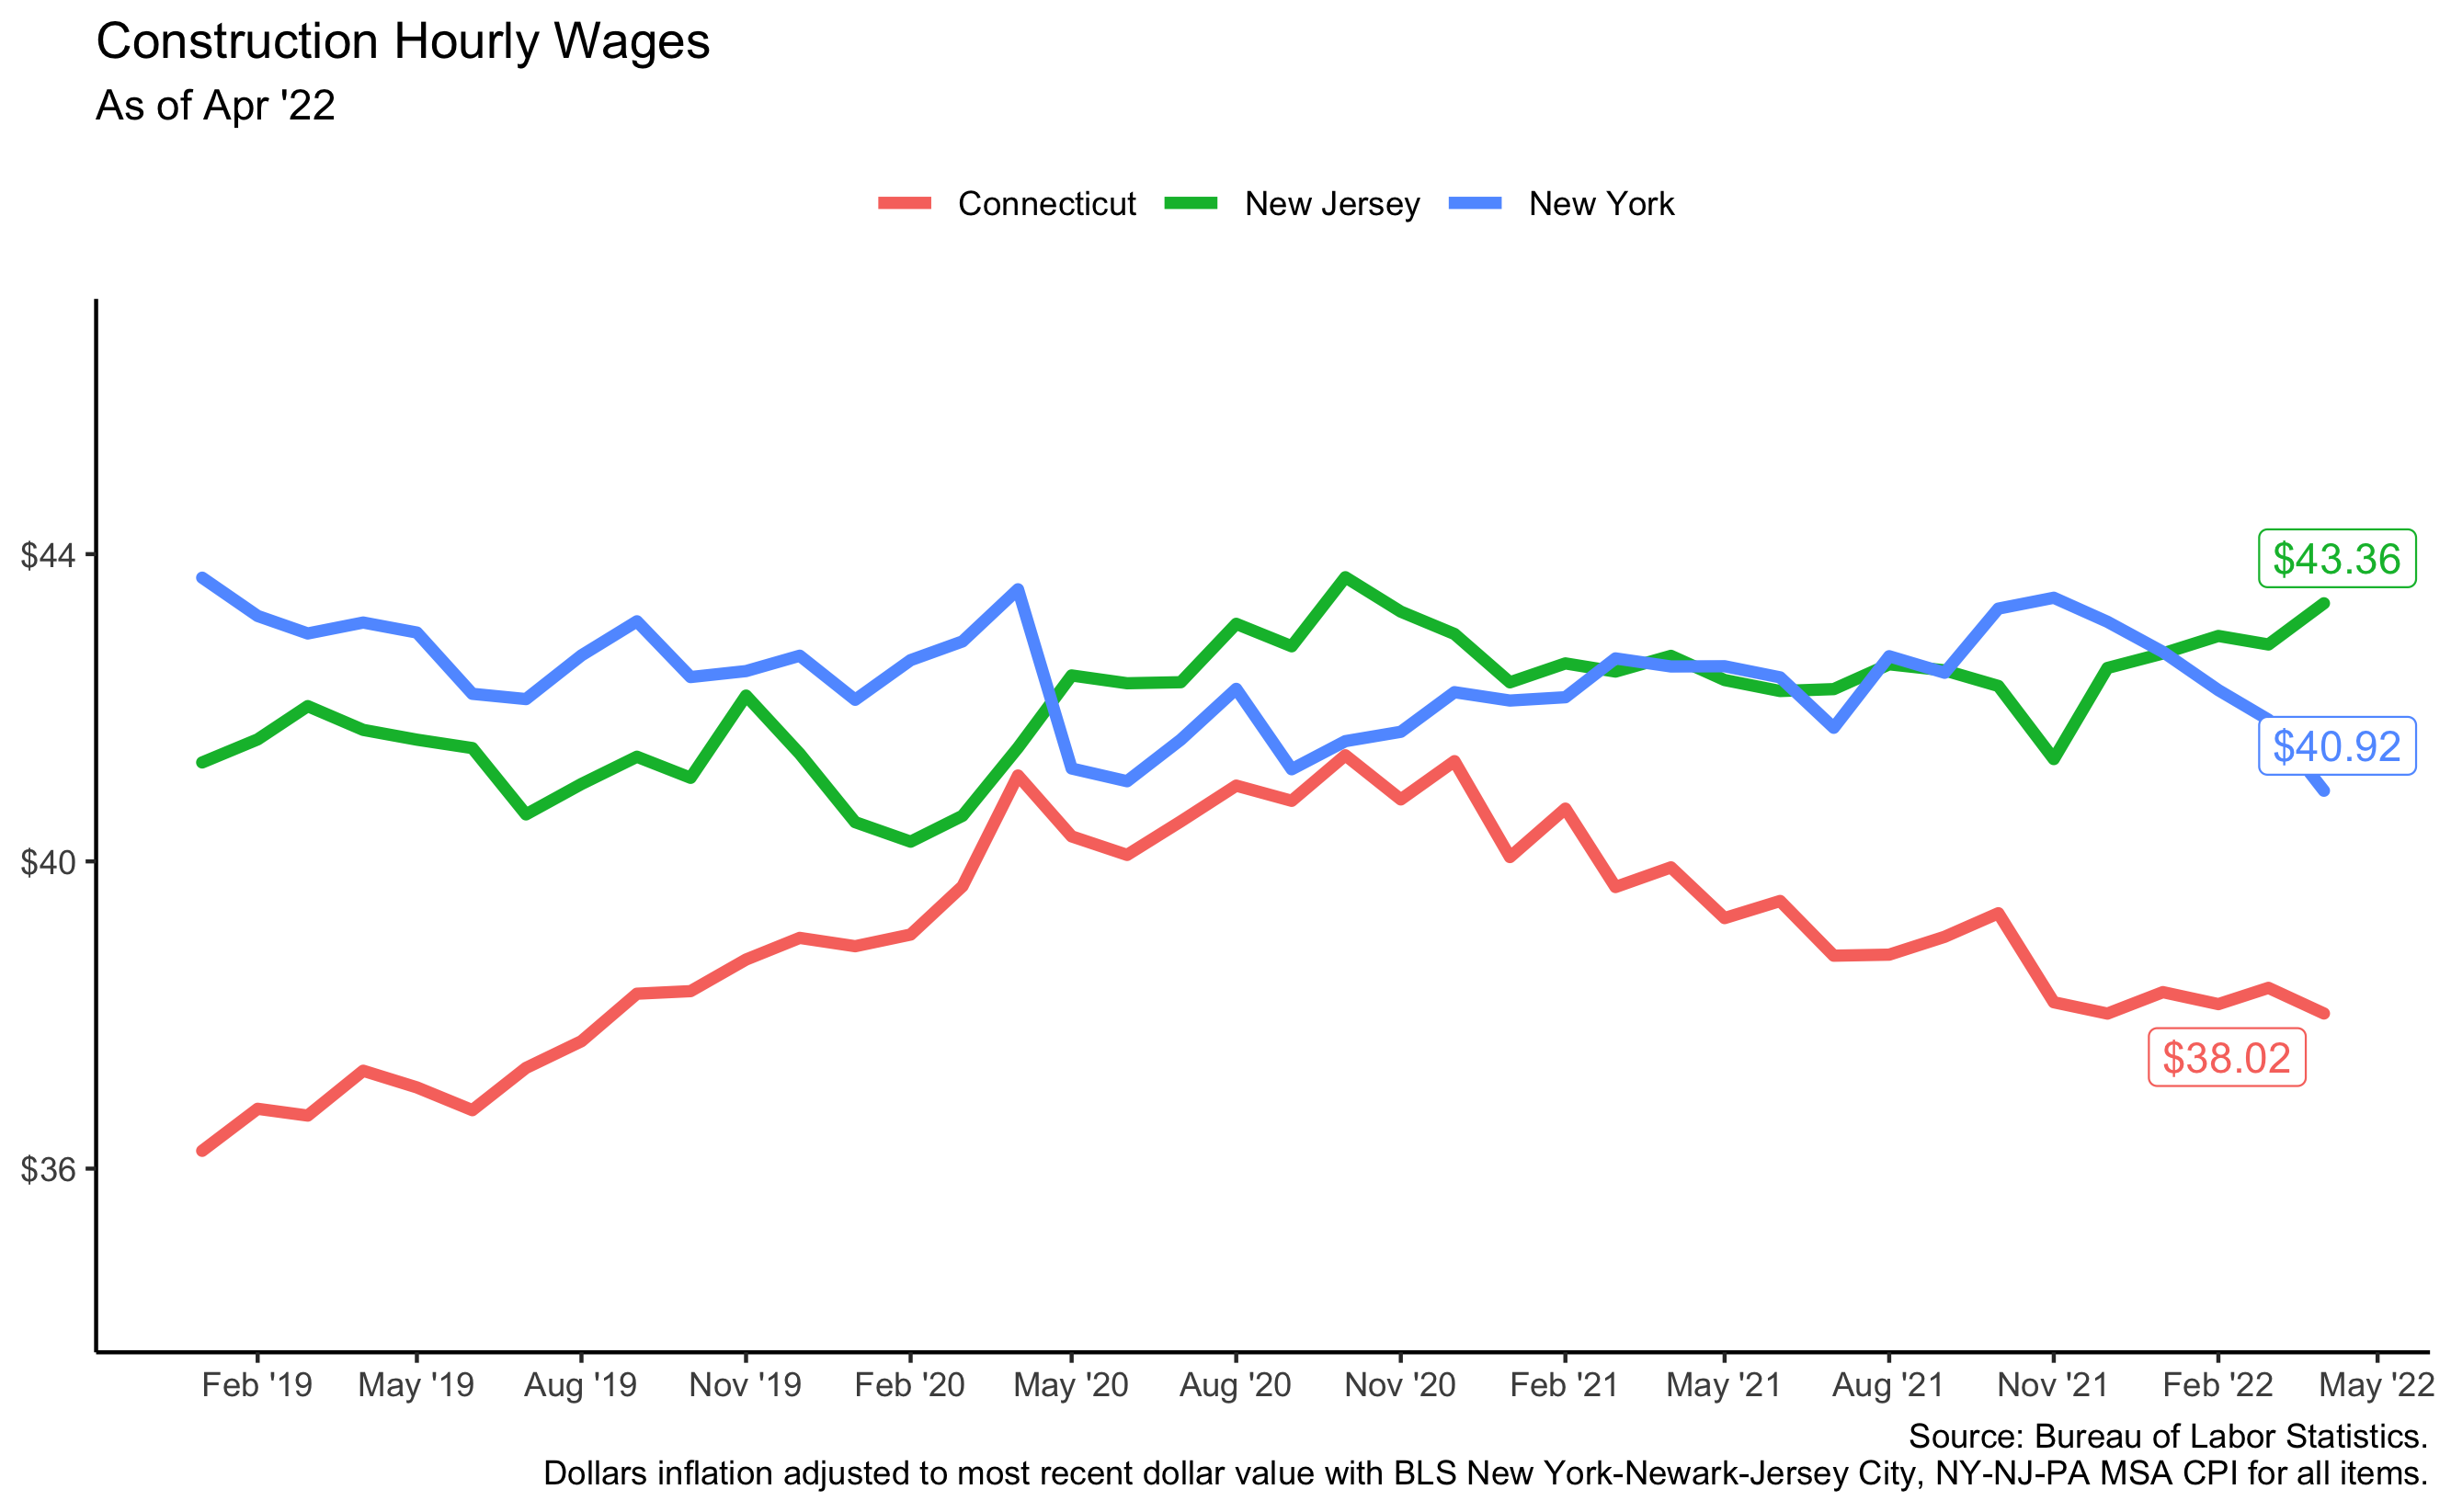 Construction Hourly Wages
As of Apr '22
Connecticut New Jersey New York
$44
$40
$36
$43.36
$40.92
$38.02
Feb '19 May '19 Aug '19 Nov '19 Feb '20 May '20 Aug '20 Nov '20 Feb '21 May '21 Aug '21 Nov '21 Feb '22 May '22
Source: Bureau of Labor Statistics.
Dollars inflation adjusted to most recent dollar value with BLS New York-Newark-Jersey City, NY-NJ-PA MSA CPI for all items.